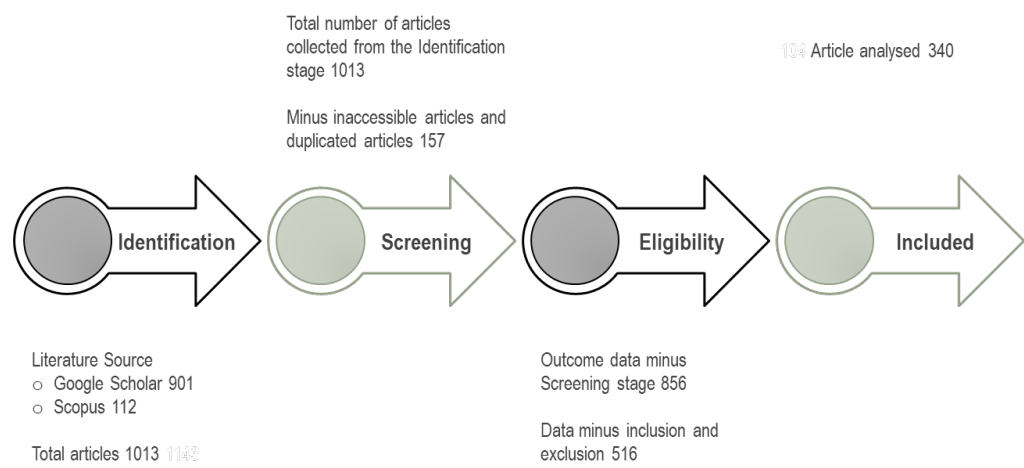 Total number of articles
collected from the Identification
stage 1013
Minus inaccessible articles and
duplicated articles 157
104 Article analysed 340
Identification
Screening
Eligibility
Included
Literature Source
○ Google Scholar 901
○ Scopus 112
Total articles 1013
Outcome data minus
Screening stage 856
Data minus inclusion and
exclusion 516